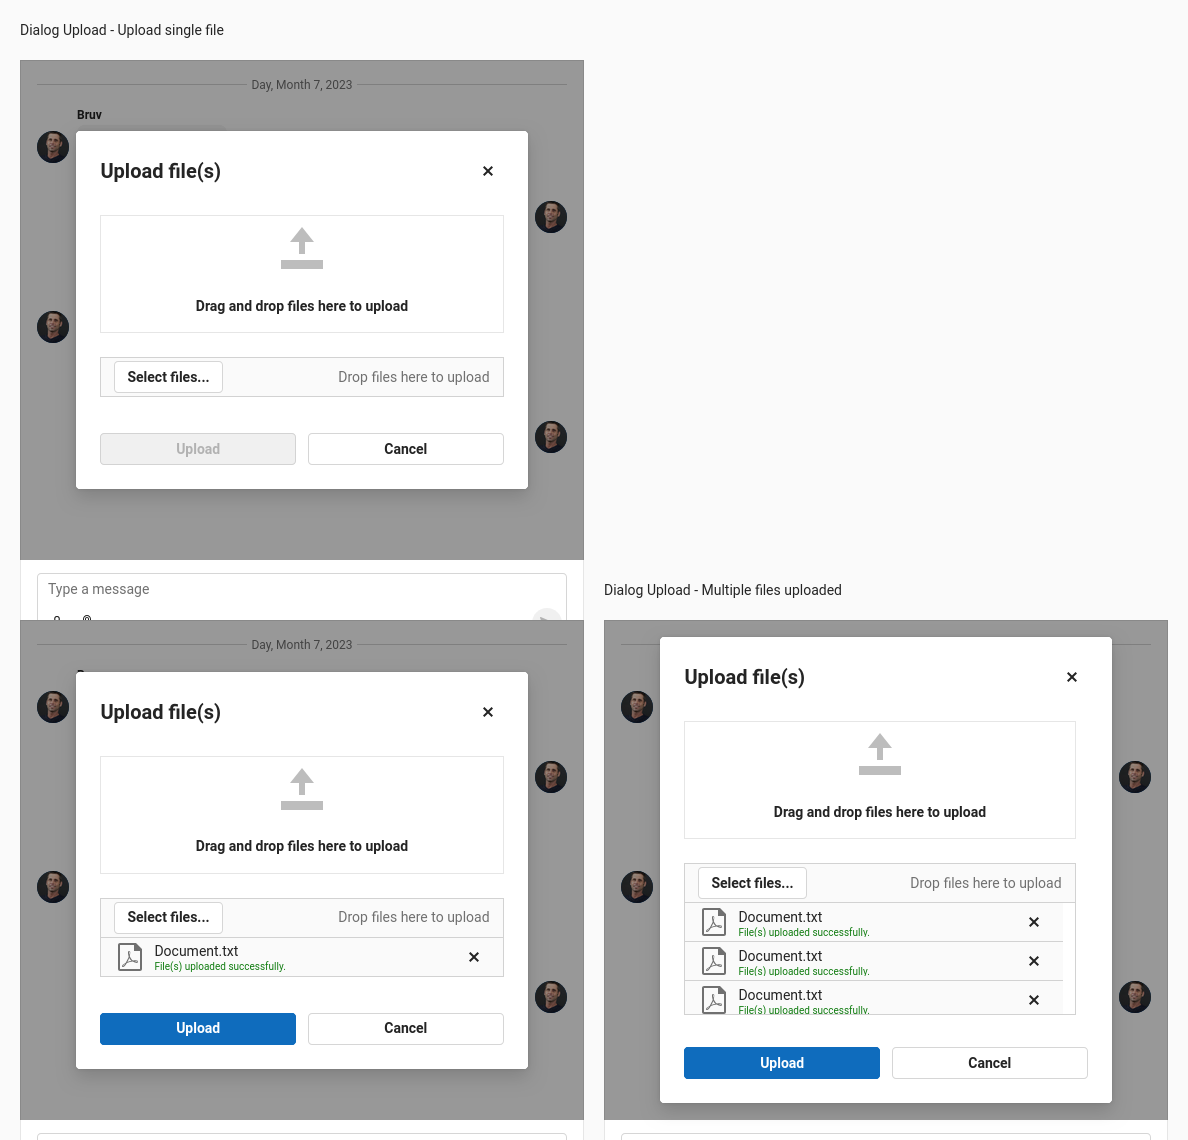 Dialog Upload - Upload single file
Day, Month 7, 2023
Bruv
Upload file(s)
Drag and drop files here to upload
Select files...
Drop files here to upload
Upload
Cancel
Type a message
Day, Month 7, 2023
Upload file(s)
Drag and drop files here to upload
Select files...
Drop files here to upload
Document.txt
File(s) uploaded successfully.
Upload
Cancel
Dialog Upload - Multiple files uploaded
Upload file(s)
Drag and drop files here to upload
Select files...
Drop files here to upload
Document.txt
File(s) uploaded successfully.
Document.txt
File(s) uploaded successfully.
Document.txt
File(s) uploaded successfully.
Upload
Cancel